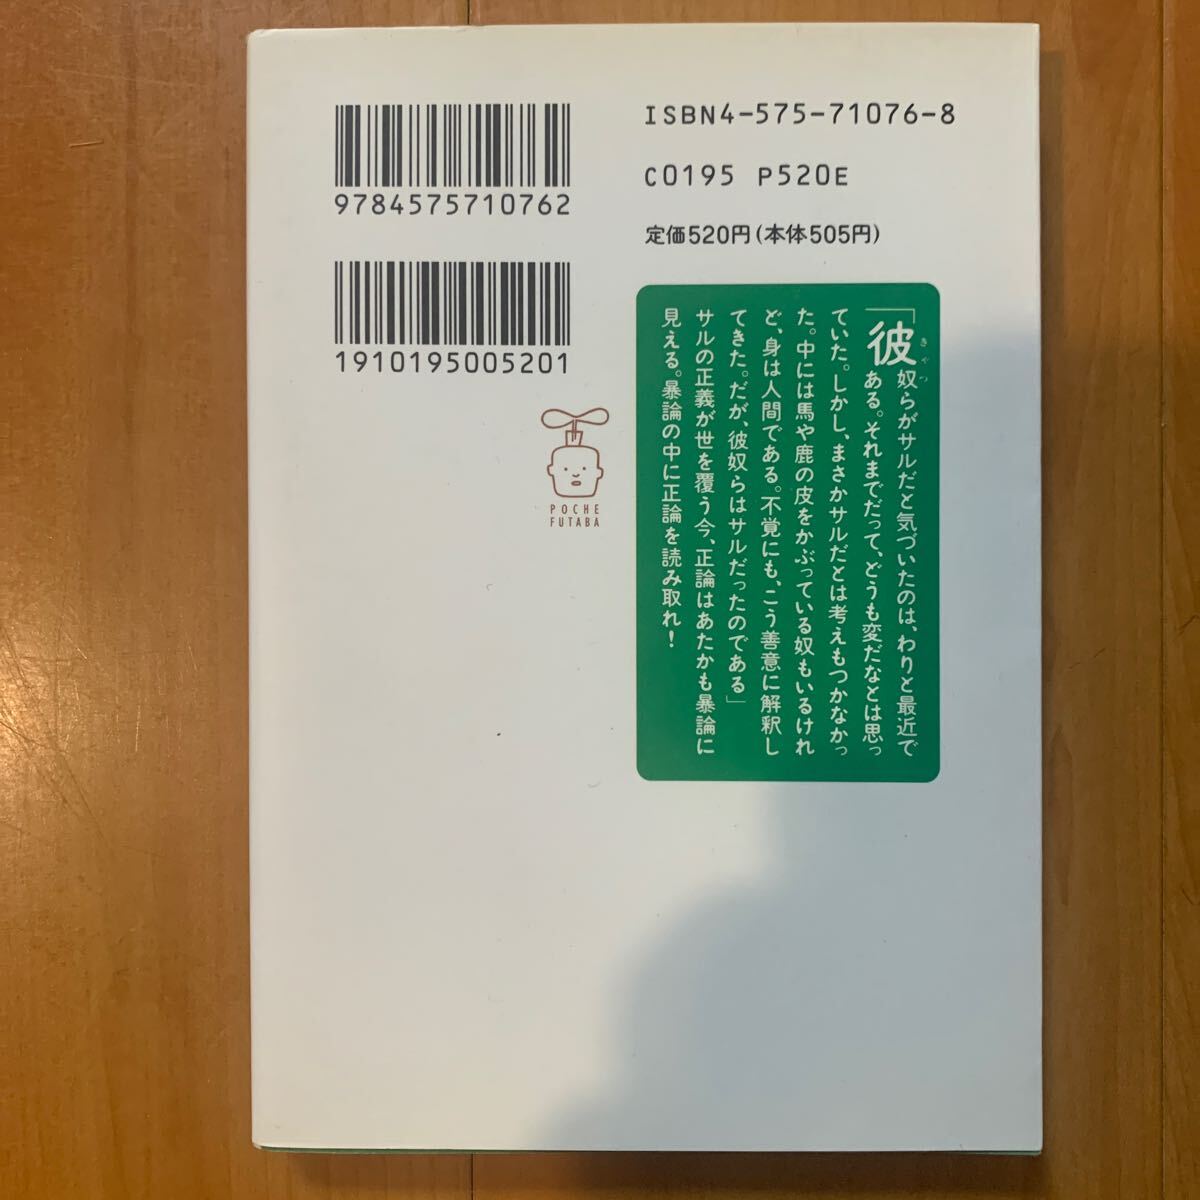 9784575710762
ISBN4-575-71076-8
C0195 P520E
定価520円(本体505円)
1910195005201
POCHE
FUTABA
「彼奴らがサルだと気づいたのは、わりと最近で
きゃつ
ある。それまでだって、どうも変だなとは思っ
ていた。しかし、まさかサルだとは考えもつかなかっ
た。中には馬や鹿の皮をかぶっている奴もいるけれ
ど、身は人間である。不覚にも、こう善意に解釈し
てきた。だが、彼奴らはサルだったのである」
サルの正義が世を覆う今、正論はあたかも暴論に
見える。暴論の中に正論を読み取れ!